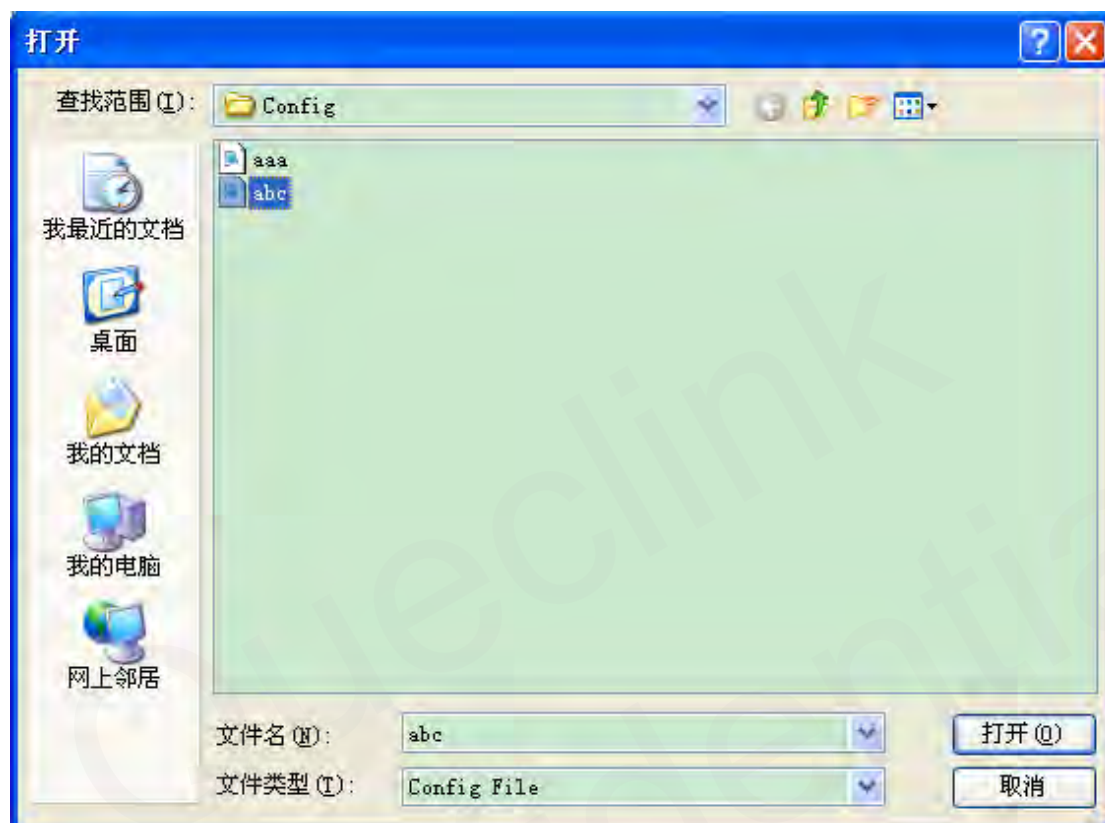 打开
查找范围(I): Config
aaa
abc
我最近的文档
桌面
我的文档
我的电脑
网上邻居
文件名(N): abc 打开(O)
文件类型(T): Config File 取消
Queclink